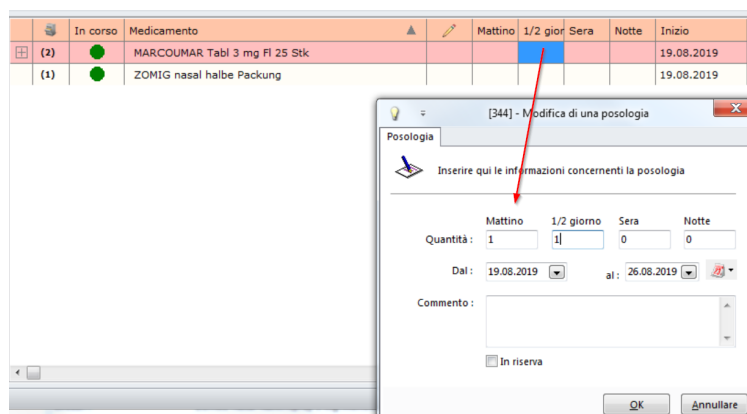 In corso Medicamento Mattino 1/2 gior Sera Notte Inizio
(2) MARCOUMAR Tabl 3 mg Fl 25 Stk 19.08.2019
(1) ZOMIG nasal halbe Packung 19.08.2019
[344] - Modifica di una posologia
Posologia
Inserire qui le informazioni concernenti la posologia
Mattino 1/2 giorno Sera Notte
Quantità : 1 1 0 0
Dal : 19.08.2019 al : 26.08.2019
Commento :
In riserva
OK Annullare